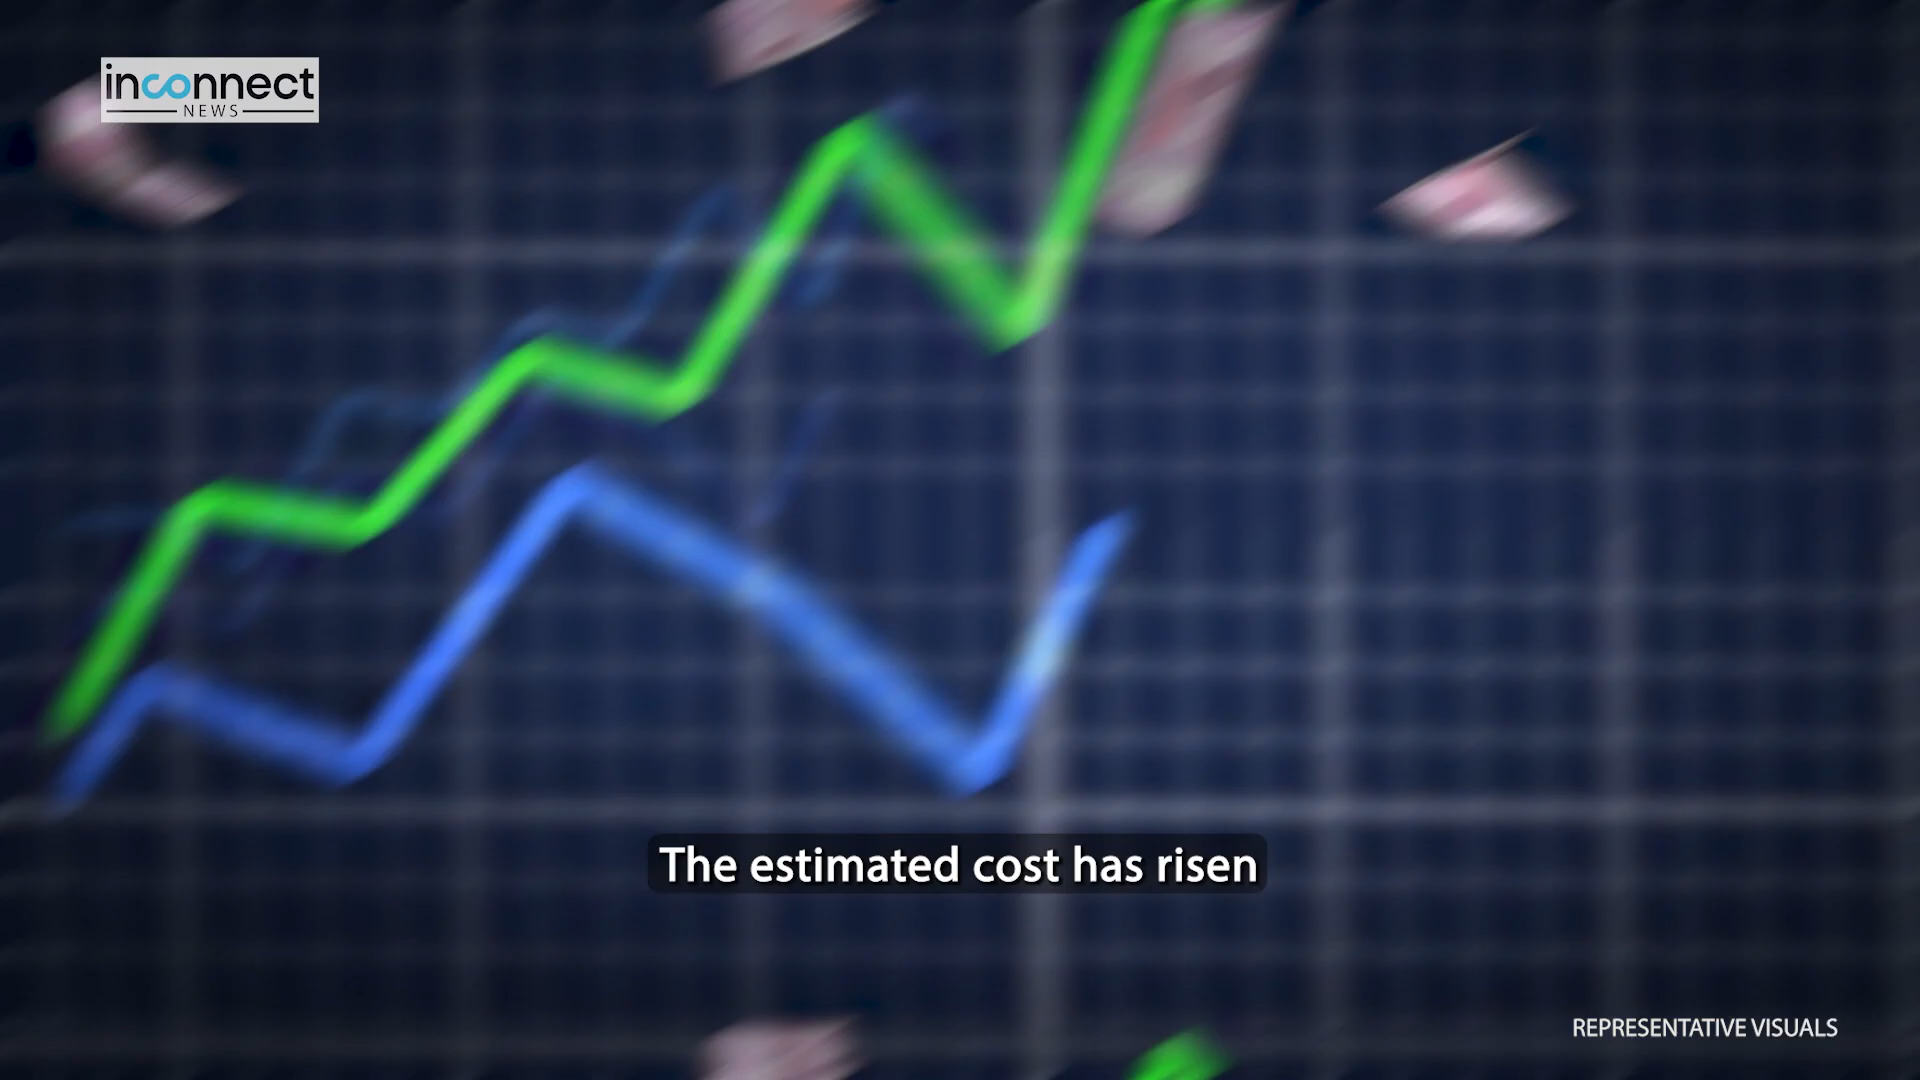 inconnect
NEWS
The estimated cost has risen
REPRESENTATIVE VISUALS